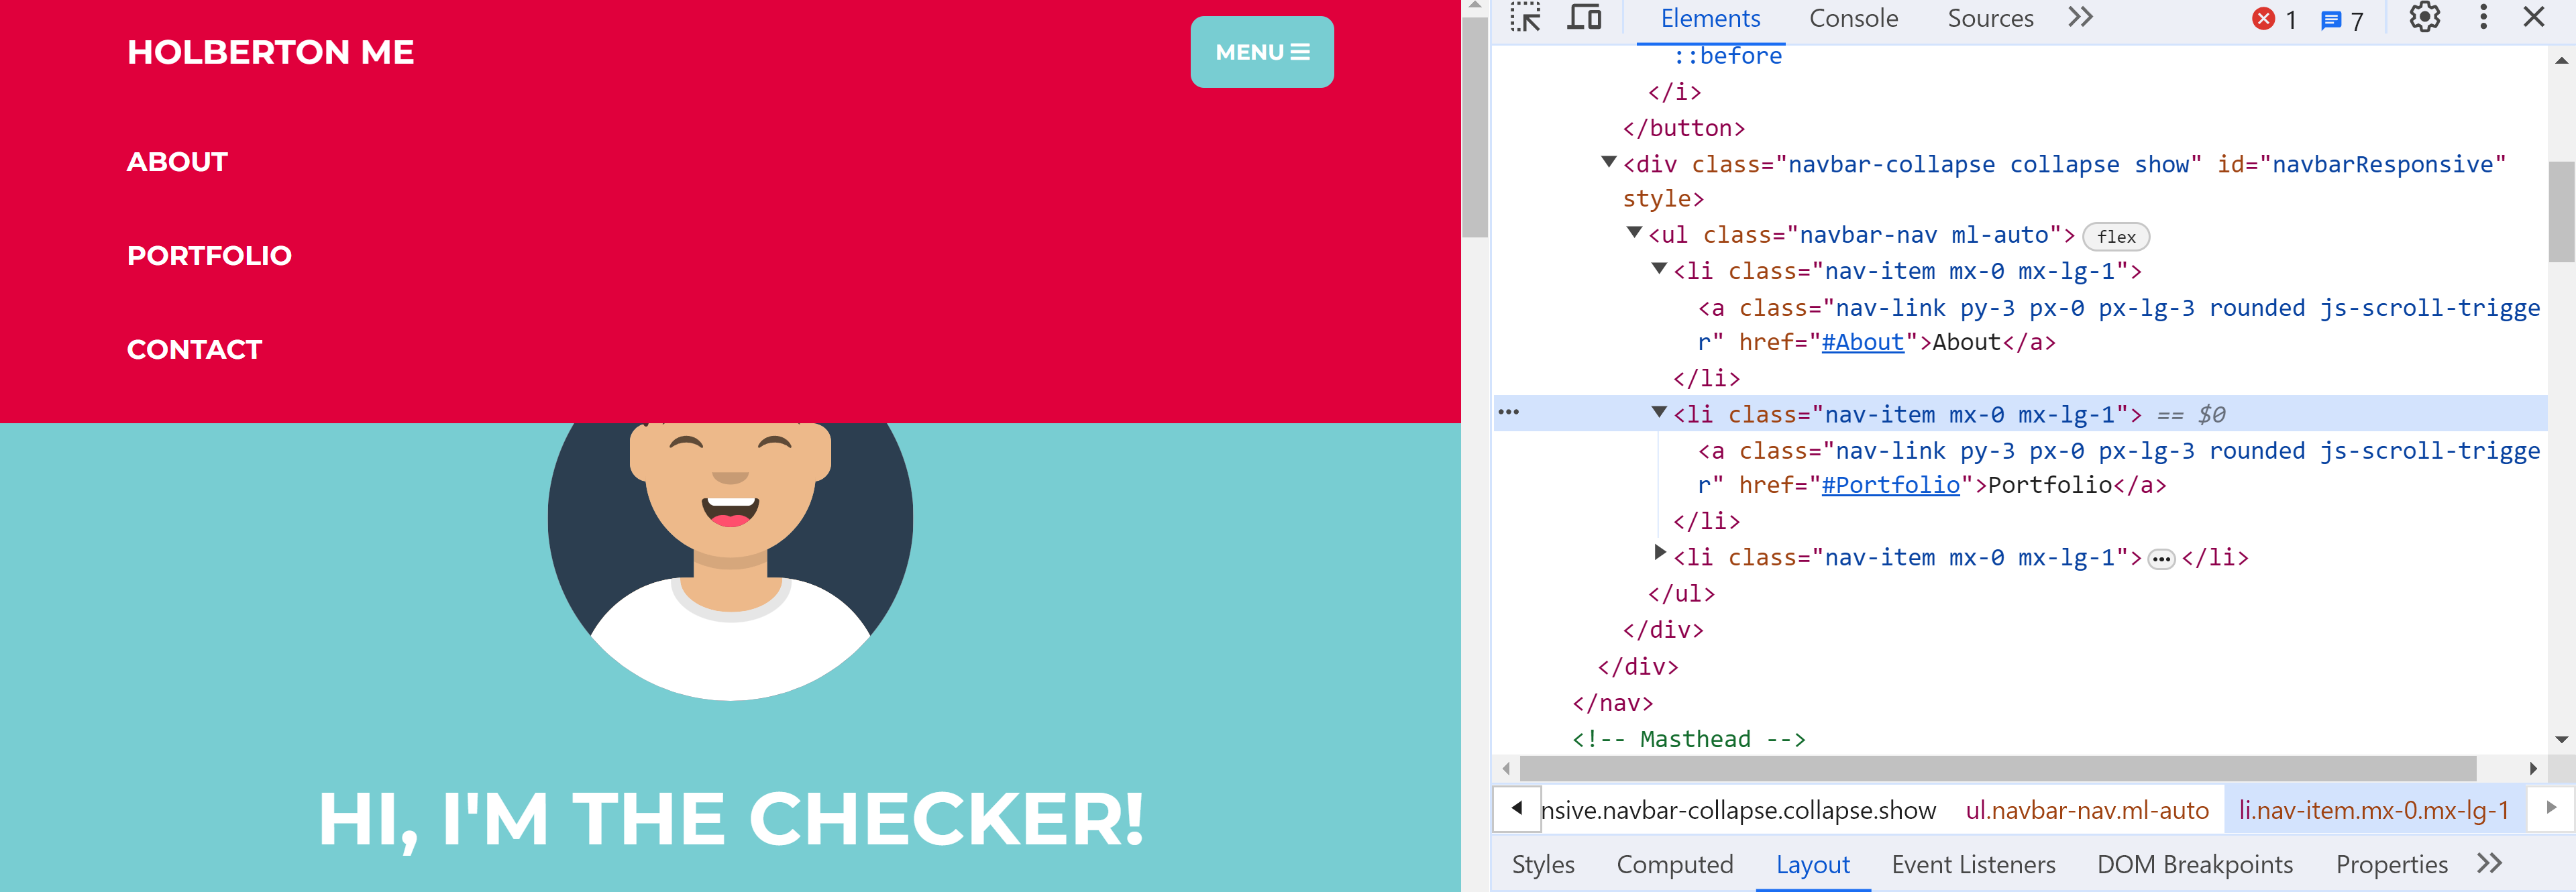 HOLBERTON ME
MENU
ABOUT
PORTFOLIO
CONTACT
HI, I'M THE CHECKER!
Elements Console Sources 1 7
::before
</i>
</button>
<div class="navbar-collapse collapse show" id="navbarResponsive"
style>
<ul class="navbar-nav ml-auto"> flex
<li class="nav-item mx-0 mx-lg-1">
<a class="nav-link py-3 px-0 px-lg-3 rounded js-scroll-trigge
r" href="#About">About</a>
</li>
<li class="nav-item mx-0 mx-lg-1"> == $0
<a class="nav-link py-3 px-0 px-lg-3 rounded js-scroll-trigge
r" href="#Portfolio">Portfolio</a>
</li>
<li class="nav-item mx-0 mx-lg-1">…</li>
</ul>
</div>
</div>
</nav>
<!-- Masthead -->
nsive.navbar-collapse.collapse.show ul.navbar-nav.ml-auto li.nav-item.mx-0.mx-lg-1
Styles Computed Layout Event Listeners DOM Breakpoints Properties